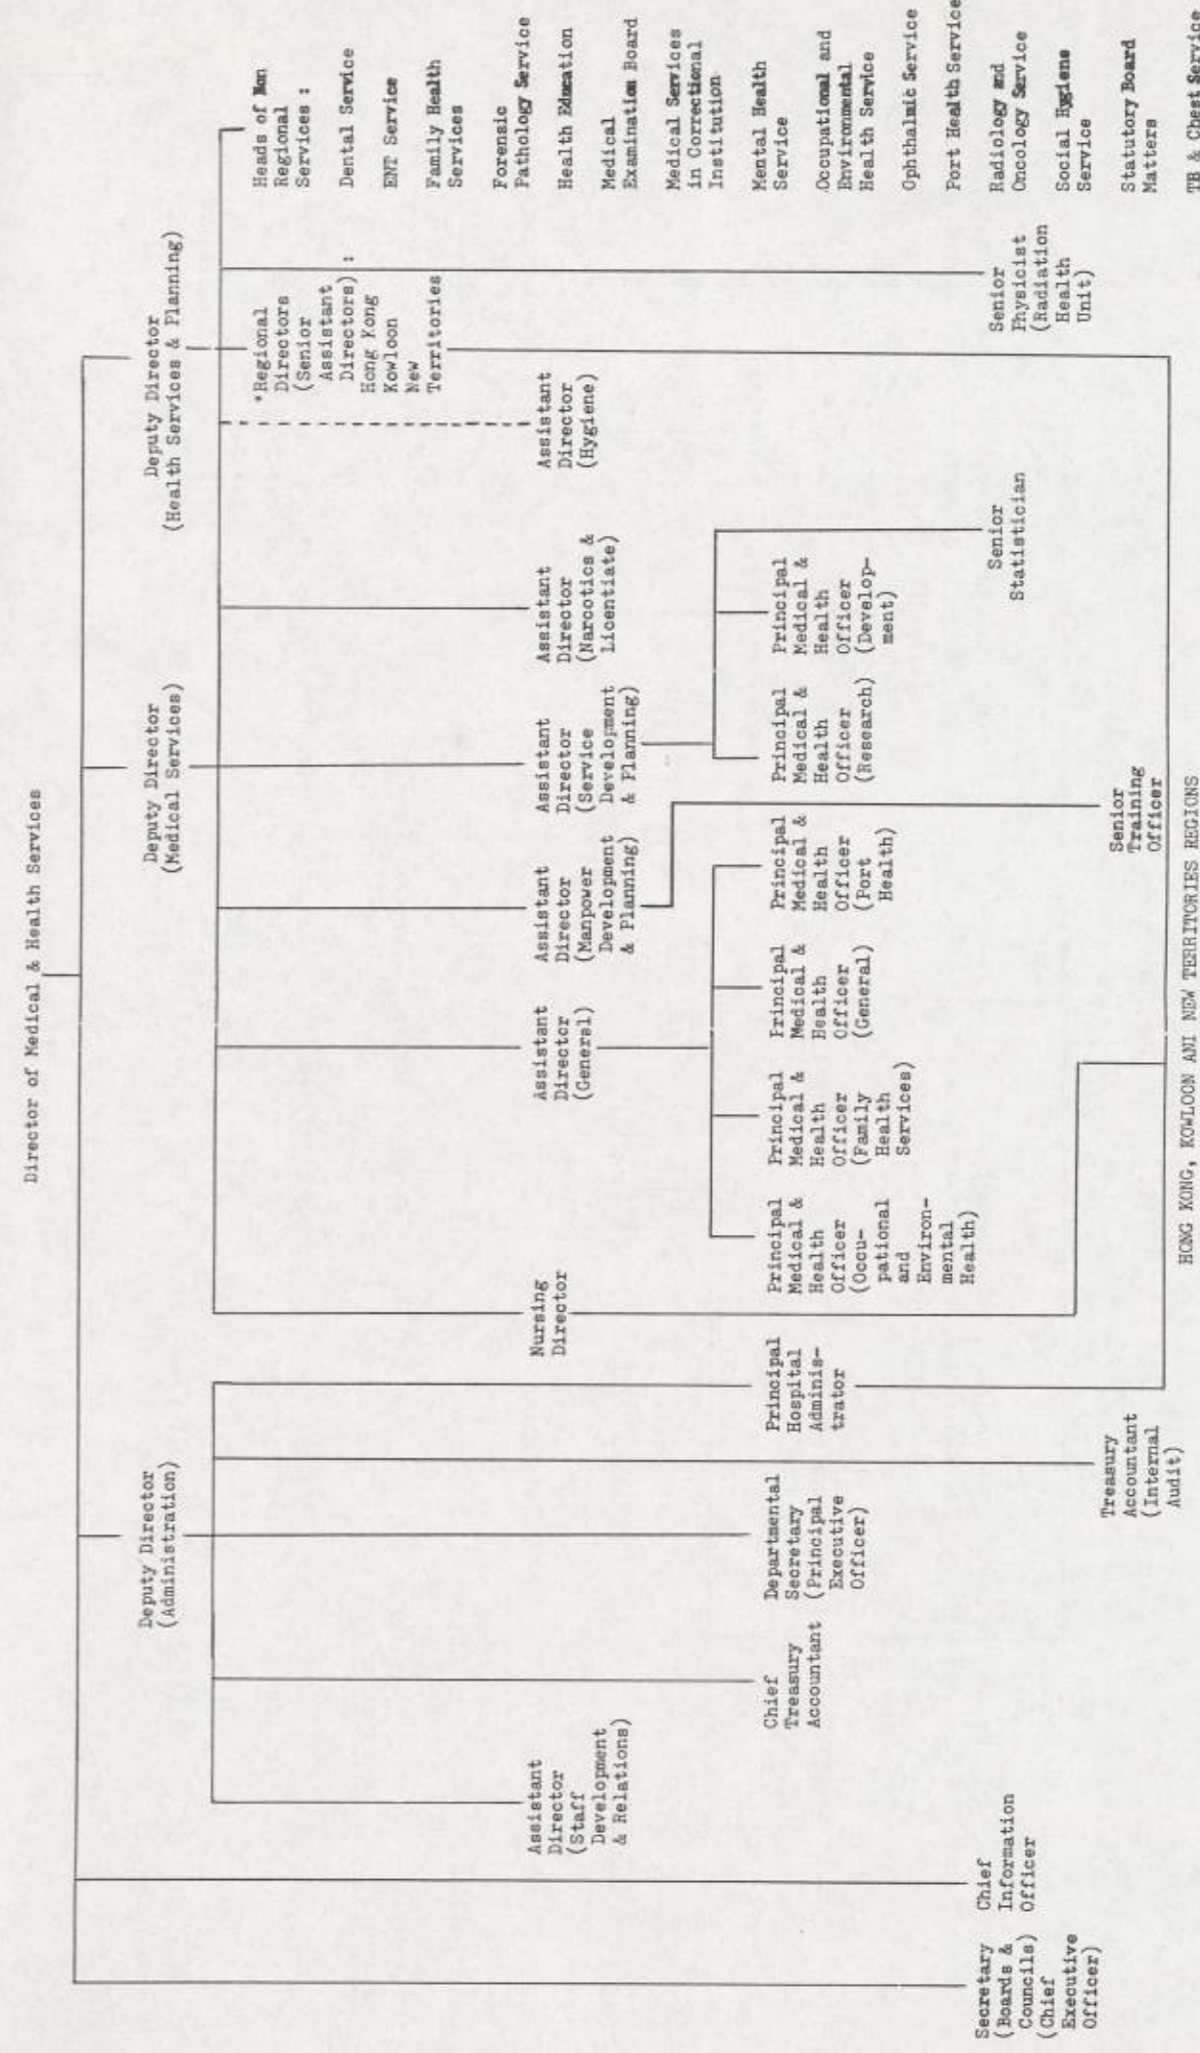 Director of Medical & Health Services
Deputy Director
(Administration)
Deputy Director
(Medical Services)
Deputy Director
(Health Services & Planning)
Heads of Non
Regional
Services :
Dental Service
ENT Service
Family Health
Services
Forensic
Pathology Service
Health Education
Medical
Examination Board
Medical Services
in Correctional
Institution
Mental Health
Service
Occupational and
Environmental
Health Service
Ophthalmic Service
Port Health Service
Radiology and
Oncology Service
Social Hygiene
Service
Statutory Board
Matters
TB & Chest Service
*Regional
Directors
(Senior
Assistant
Directors) :
Hong Kong
Kowloon
New
Territories
Senior
Physicist
(Radiation
Health
Unit)
Assistant
Director
(Staff
Development
& Relations)
Nursing
Director
Assistant
Director
(General)
Assistant
Director
(Manpower
Development
& Planning)
Assistant
Director
(Service
Development
& Planning)
Assistant
Director
(Narcotics &
Licentiate)
Assistant
Director
(Hygiene)
Chief
Treasury
Accountant
Departmental
Secretary
(Principal
Executive
Officer)
Principal
Hospital
Adminis-
trator
Principal
Medical &
Health
Officer
(Occu-
pational
and
Environ-
mental
Health)
Principal
Medical &
Health
Officer
(Family
Health
Services)
Principal
Medical &
Health
Officer
(General)
Principal
Medical &
Health
Officer
(Port
Health)
Principal
Medical &
Health
Officer
(Research)
Principal
Medical &
Health
Officer
(Develop-
ment)
Secretary
(Boards &
Councils)
(Chief
Executive
Officer)
Chief
Information
Officer
Senior
Statistician
Treasury
Accountant
(Internal
Audit)
Senior
Training
Officer
HONG KONG, KOWLOON ANI NEW TERRITORIES REGIONS